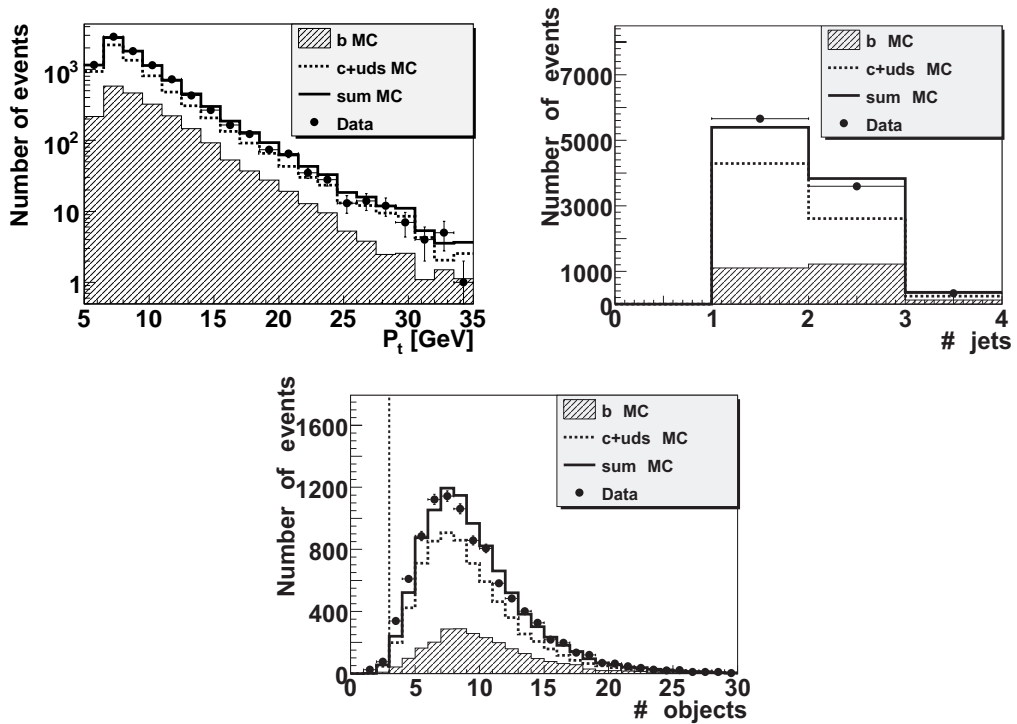 Number of events
10³
10²
10
1
b MC
c+uds MC
sum MC
Data
5 10 15 20 25 30 35
Pt [GeV]
Number of events
7000
5000
3000
1000
0
b MC
c+uds MC
sum MC
Data
0 1 2 3 4
# jets
Number of events
1600
1200
800
400
0
b MC
c+uds MC
sum MC
Data
0 5 10 15 20 25 30
# objects